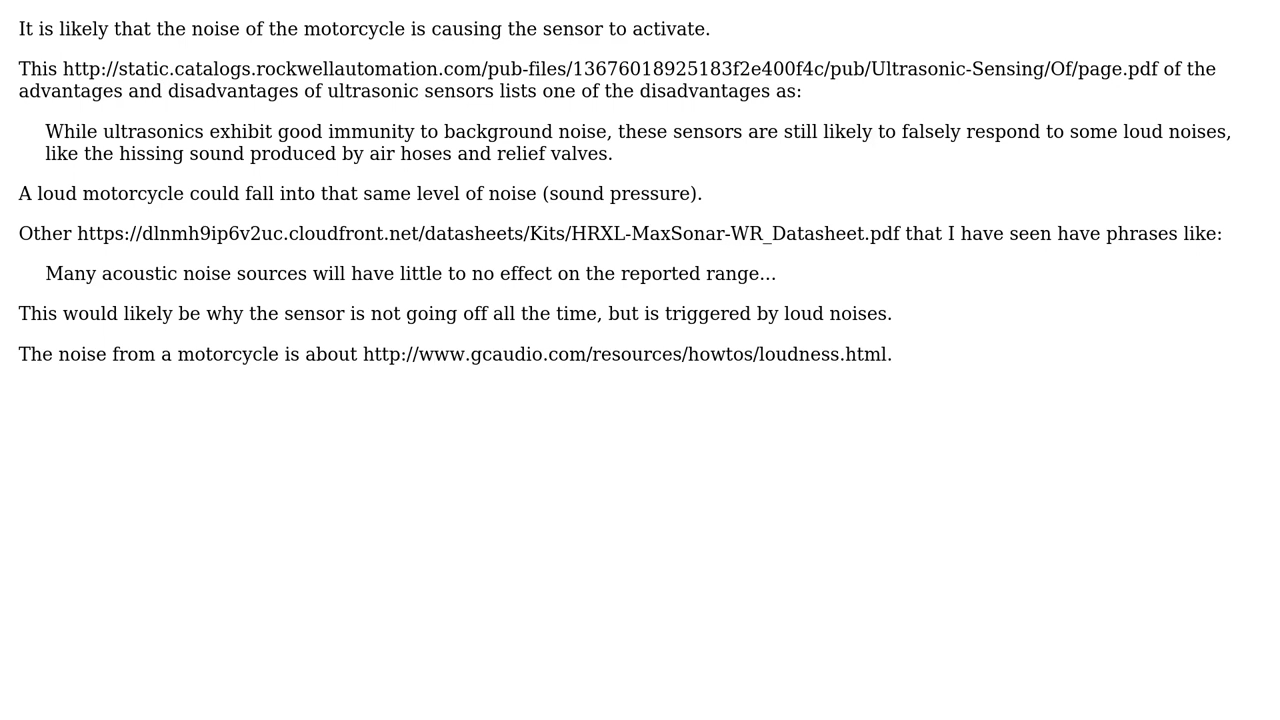 It is likely that the noise of the motorcycle is causing the sensor to activate.
This http://static.catalogs.rockwellautomation.com/pub-files/13676018925183f2e400f4c/pub/Ultrasonic-Sensing/Of/page.pdf of the
advantages and disadvantages of ultrasonic sensors lists one of the disadvantages as:
While ultrasonics exhibit good immunity to background noise, these sensors are still likely to falsely respond to some loud noises,
like the hissing sound produced by air hoses and relief valves.
A loud motorcycle could fall into that same level of noise (sound pressure).
Other https://dlnmh9ip6v2uc.cloudfront.net/datasheets/Kits/HRXL-MaxSonar-WR_Datasheet.pdf that I have seen have phrases like:
Many acoustic noise sources will have little to no effect on the reported range...
This would likely be why the sensor is not going off all the time, but is triggered by loud noises.
The noise from a motorcycle is about http://www.gcaudio.com/resources/howtos/loudness.html.